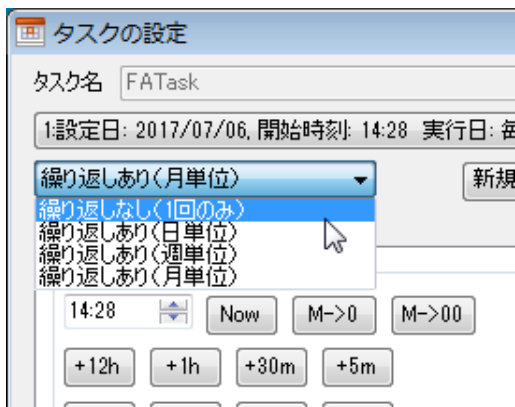 タスクの設定
タスク名 FATask
1:設定日: 2017/07/06, 開始時刻: 14:28 実行日: 毎
繰り返しあり(月単位) 新規
繰り返しなし(1回のみ)
繰り返しあり(日単位)
繰り返しあり(週単位)
繰り返しあり(月単位)
14:28 Now M->0 M->00
+12h +1h +30m +5m